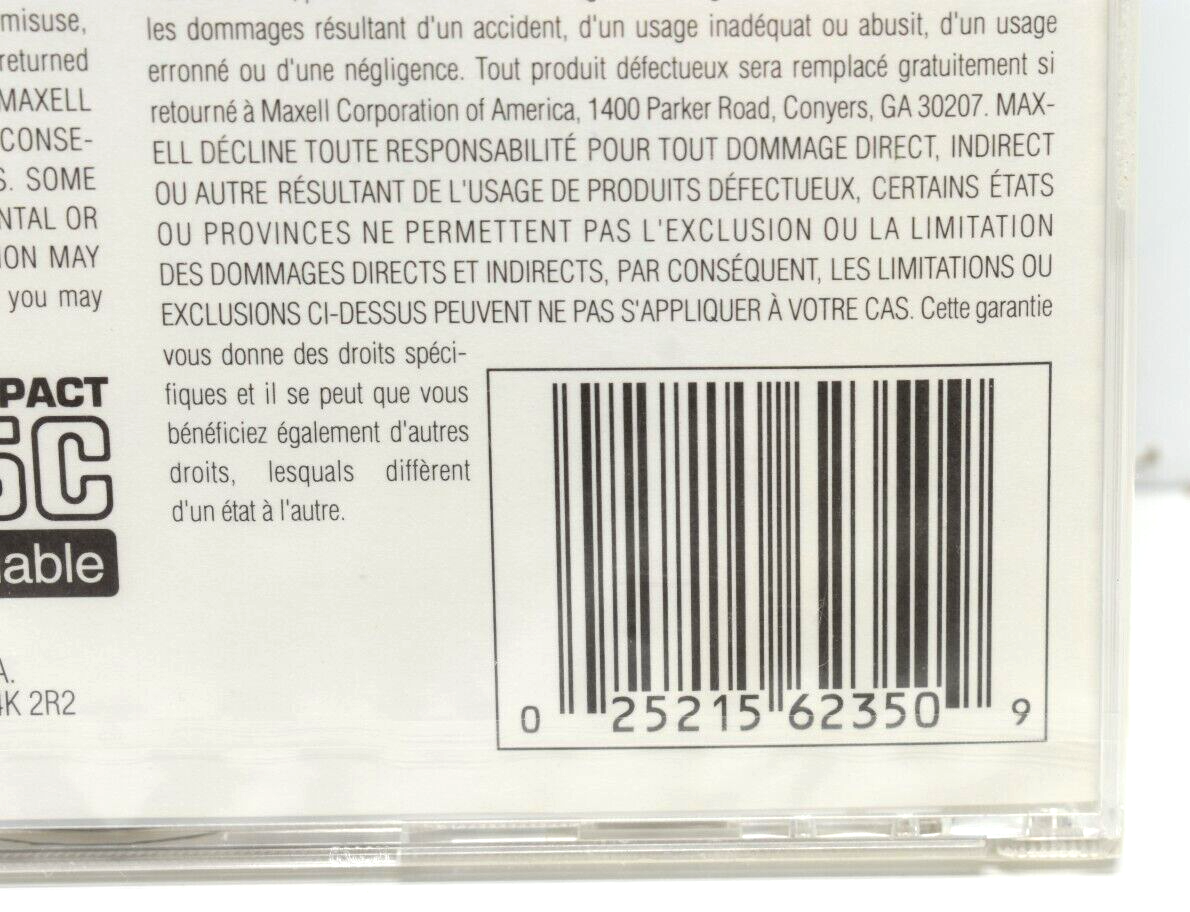 misuse,
returned
MAXELL
CONSE-
S. SOME
NTAL OR
ION MAY
you may
les dommages résultant d'un accident, d'un usage inadéquat ou abusit, d'un usage
erronné ou d'une négligence. Tout produit défectueux sera remplacé gratuitement si
retourné à Maxell Corporation of America, 1400 Parker Road, Conyers, GA 30207. MAX-
ELL DÉCLINE TOUTE RESPONSABILITÉ POUR TOUT DOMMAGE DIRECT, INDIRECT
OU AUTRE RÉSULTANT DE L'USAGE DE PRODUITS DÉFECTUEUX, CERTAINS ÉTATS
OU PROVINCES NE PERMETTENT PAS L'EXCLUSION OU LA LIMITATION
DES DOMMAGES DIRECTS ET INDIRECTS, PAR CONSÉQUENT, LES LIMITATIONS OU
EXCLUSIONS CI-DESSUS PEUVENT NE PAS S'APPLIQUER À VOTRE CAS. Cette garantie
vous donne des droits spéci-
fiques et il se peut que vous
bénéficiez également d'autres
droits, lesquals diffèrent
d'un état à l'autre.
PACT
SC
able
A.
4K 2R2
0 25215 62350 9